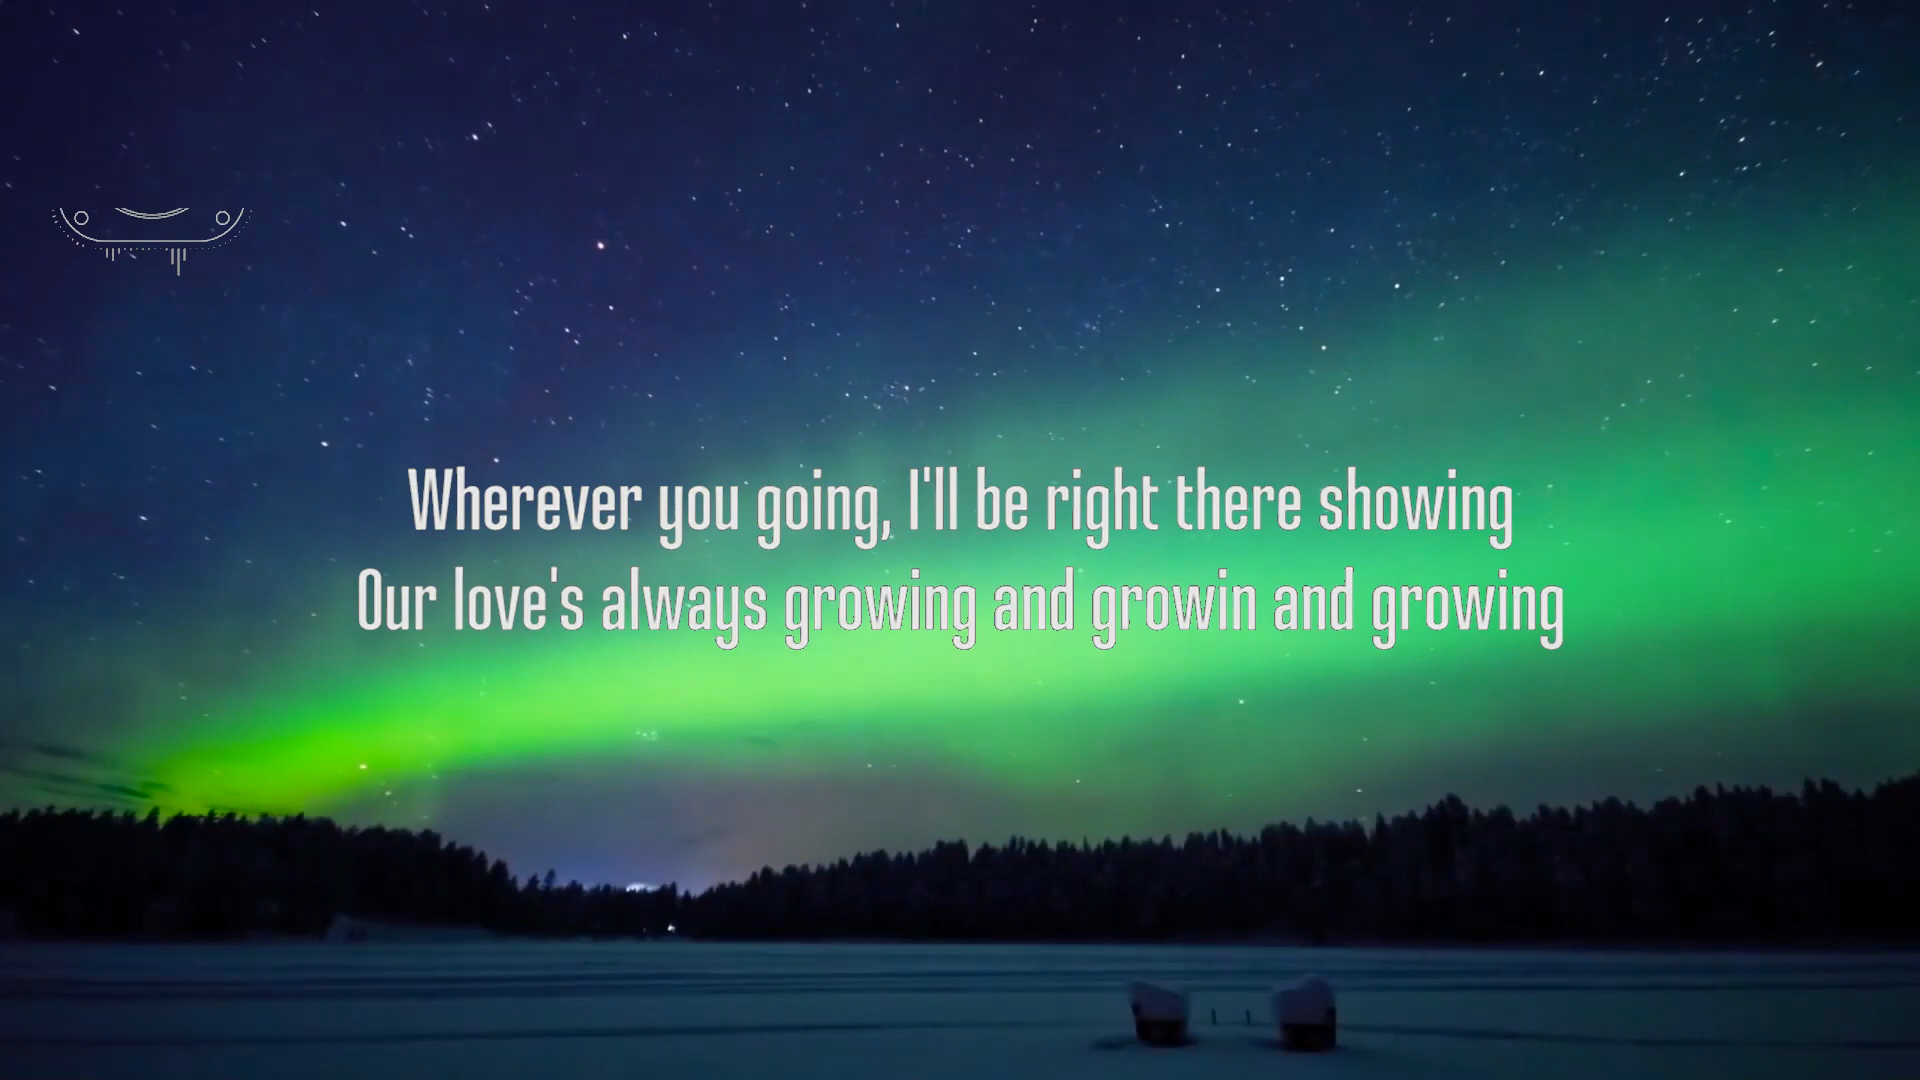 Wherever you going, I'll be right there showing
Our love's always growing and growin and growing